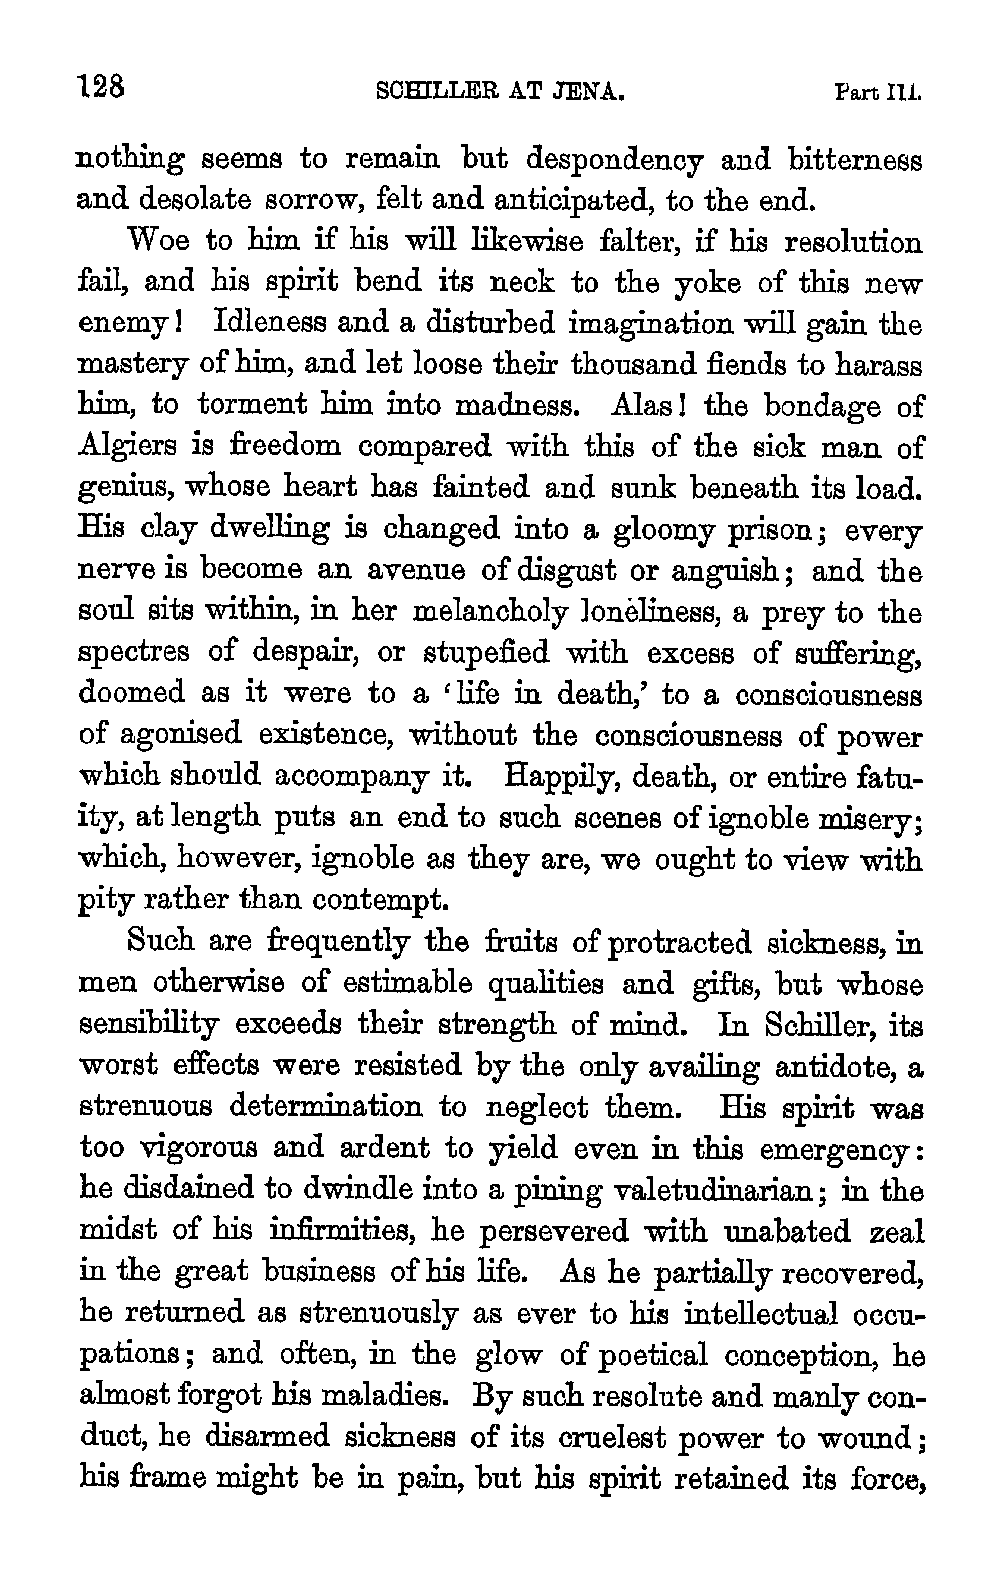 128 SCHILLER AT JENA. Part III.
nothing seems to remain but despondency and bitterness
and desolate sorrow, felt and anticipated, to the end.
Woe to him if his will likewise falter, if his resolution
fail, and his spirit bend its neck to the yoke of this new
enemy! Idleness and a disturbed imagination will gain the
mastery of him, and let loose their thousand fiends to harass
him, to torment him into madness. Alas! the bondage of
Algiers is freedom compared with this of the sick man of
genius, whose heart has fainted and sunk beneath its load.
His clay dwelling is changed into a gloomy prison; every
nerve is become an avenue of disgust or anguish; and the
soul sits within, in her melancholy loneliness, a prey to the
spectres of despair, or stupefied with excess of suffering,
doomed as it were to a ‘life in death,’ to a consciousness
of agonised existence, without the consciousness of power
which should accompany it. Happily, death, or entire fatu-
ity, at length puts an end to such scenes of ignoble misery;
which, however, ignoble as they are, we ought to view with
pity rather than contempt.
Such are frequently the fruits of protracted sickness, in
men otherwise of estimable qualities and gifts, but whose
sensibility exceeds their strength of mind. In Schiller, its
worst effects were resisted by the only availing antidote, a
strenuous determination to neglect them. His spirit was
too vigorous and ardent to yield even in this emergency:
he disdained to dwindle into a pining valetudinarian; in the
midst of his infirmities, he persevered with unabated zeal
in the great business of his life. As he partially recovered,
he returned as strenuously as ever to his intellectual occu-
pations; and often, in the glow of poetical conception, he
almost forgot his maladies. By such resolute and manly con-
duct, he disarmed sickness of its cruelest power to wound;
his frame might be in pain, but his spirit retained its force,